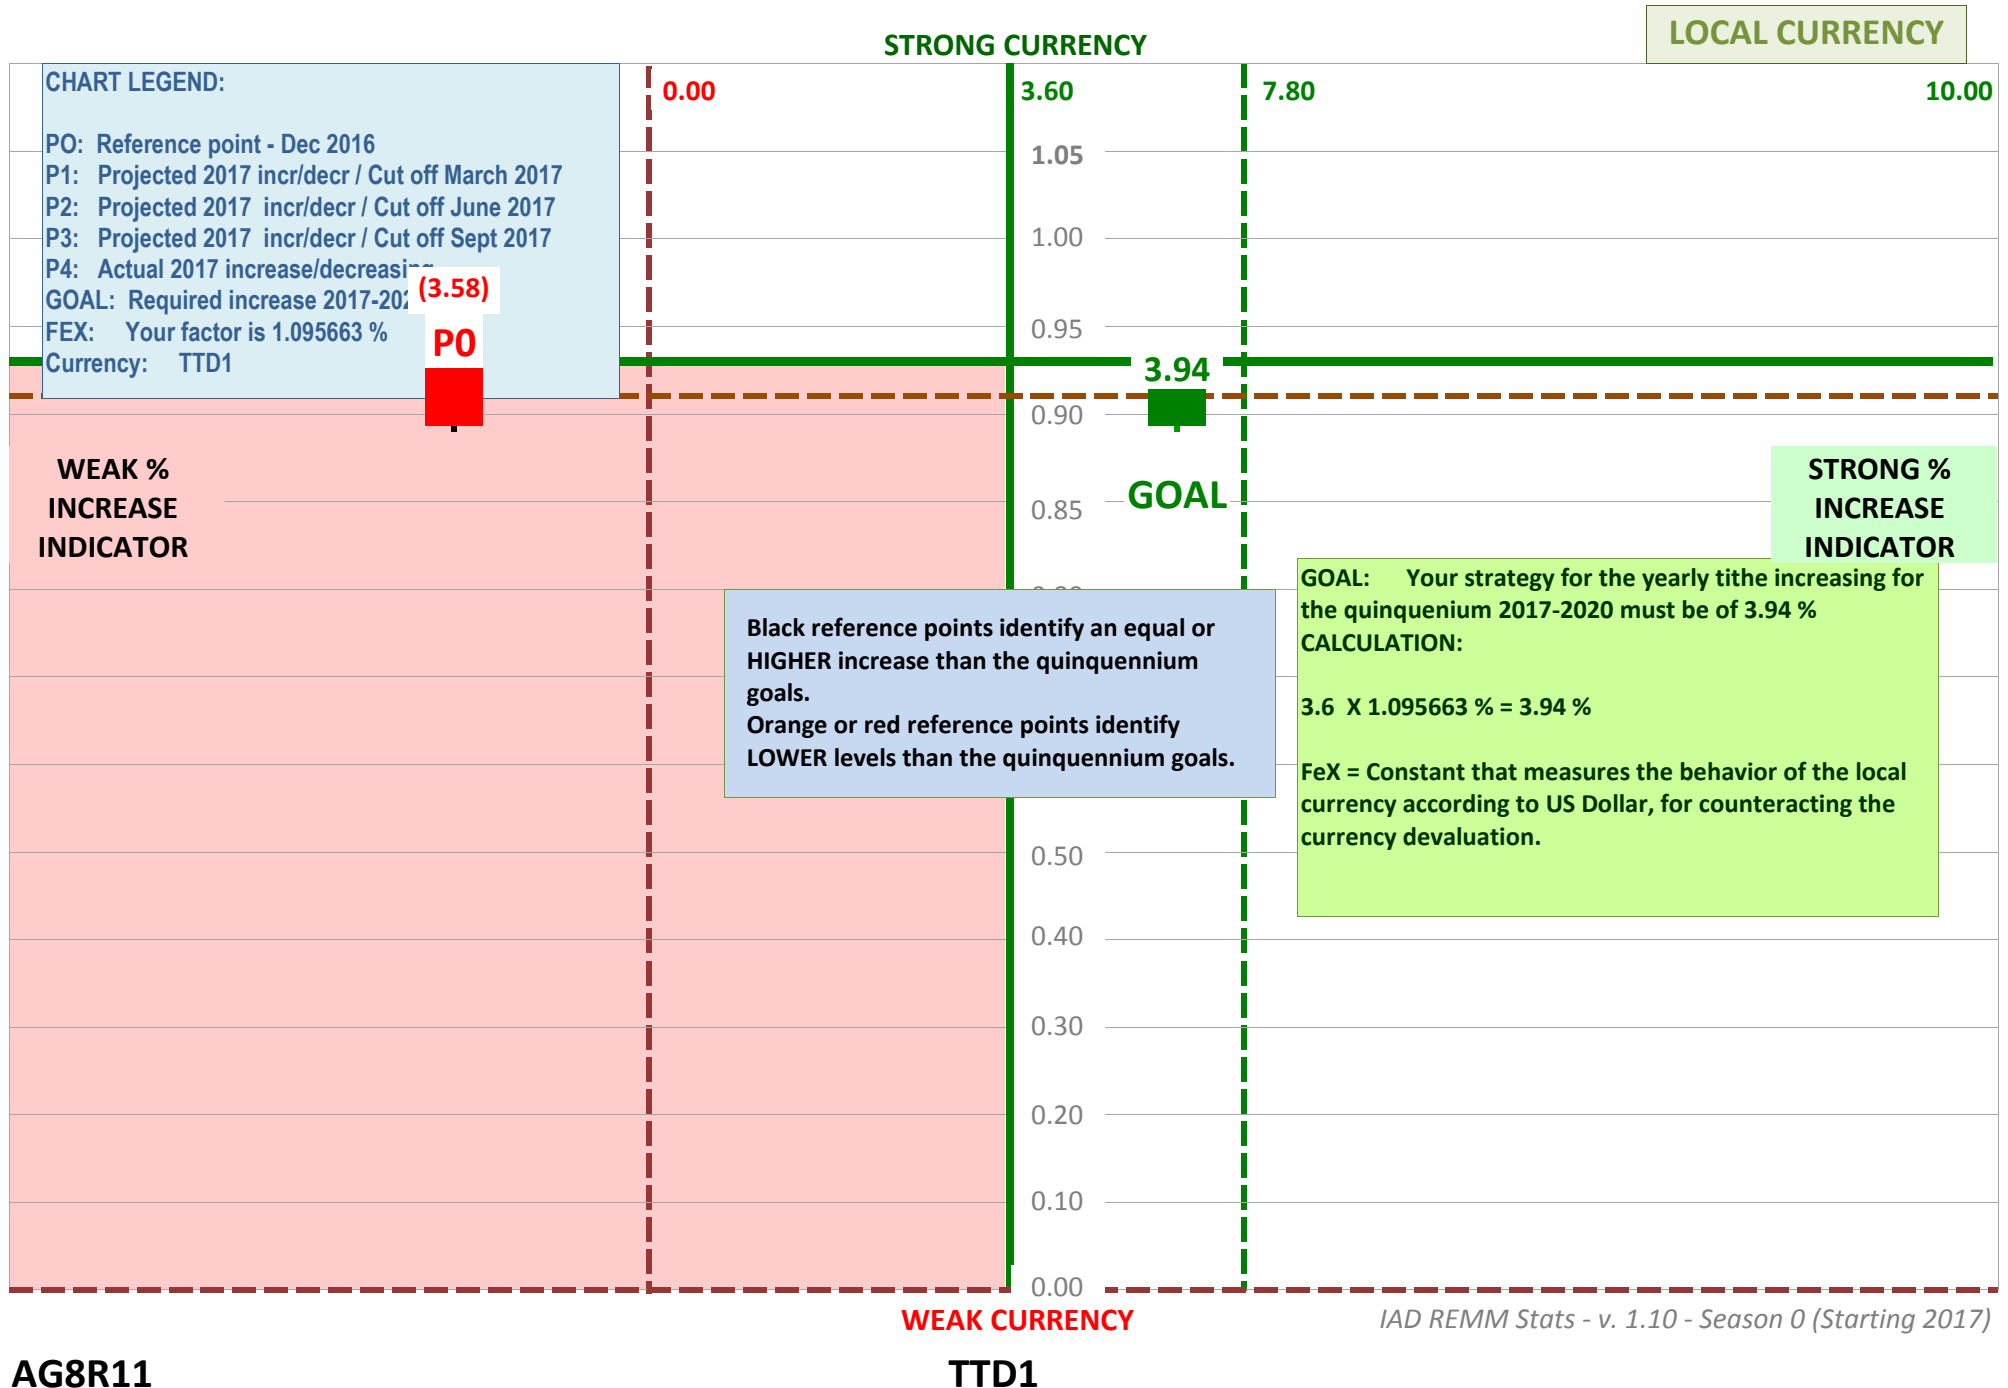 LOCAL CURRENCY
STRONG CURRENCY
CHART LEGEND:
PO: Reference point - Dec 2016
P1: Projected 2017 incr/decr / Cut off March 2017
P2: Projected 2017 incr/decr / Cut off June 2017
P3: Projected 2017 incr/decr / Cut off Sept 2017
P4: Actual 2017 increase/decreasing
GOAL: Required increase 2017-202
FEX: Your factor is 1.095663 %
Currency: TTD1
(3.58)
P0
0.00
3.60
7.80
10.00
1.05
1.00
0.95
3.94
0.90
GOAL
0.85
WEAK %
INCREASE
INDICATOR
STRONG %
INCREASE
INDICATOR
Black reference points identify an equal or
HIGHER increase than the quinquennium
goals.
Orange or red reference points identify
LOWER levels than the quinquennium goals.
GOAL: Your strategy for the yearly tithe increasing for
the quinquenium 2017-2020 must be of 3.94 %
CALCULATION:
3.6 X 1.095663 % = 3.94 %
FeX = Constant that measures the behavior of the local
currency according to US Dollar, for counteracting the
currency devaluation.
0.50
0.40
0.30
0.20
0.10
0.00
WEAK CURRENCY
IAD REMM Stats - v. 1.10 - Season 0 (Starting 2017)
AG8R11
TTD1